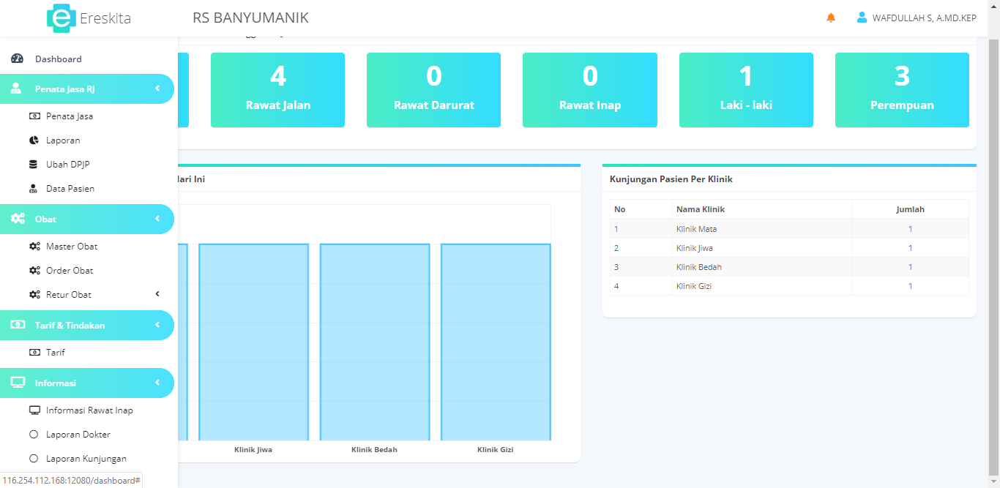 Ereskita
RS BANYUMANIK
WAFDULLAH S, A.MD.KEP
Dashboard
Penata Jasa RJ
Penata Jasa
Laporan
Ubah DPJP
Data Pasien
Obat
Master Obat
Order Obat
Retur Obat
Tarif & Tindakan
Tarif
Informasi
Informasi Rawat Inap
Laporan Dokter
Laporan Kunjungan
116.254.112.168:12080/dashboard#
4
Rawat Jalan
0
Rawat Darurat
0
Rawat Inap
1
Laki - laki
3
Perempuan
Hari Ini
Klinik Jiwa
Klinik Bedah
Klinik Gizi
Kunjungan Pasien Per Klinik
No Nama Klinik Jumlah
1 Klinik Mata 1
2 Klinik Jiwa 1
3 Klinik Bedah 1
4 Klinik Gizi 1